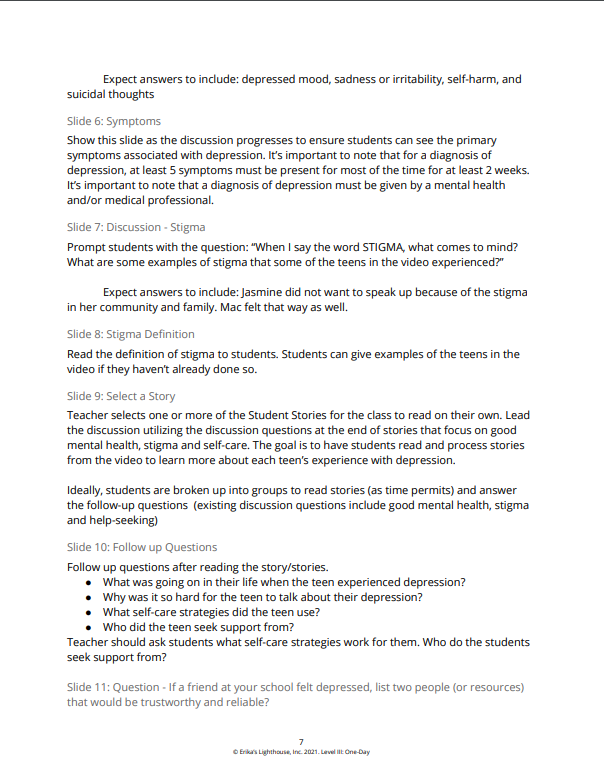 Expect answers to include: depressed mood, sadness or irritability, self-harm, and
suicidal thoughts
Slide 6: Symptoms
Show this slide as the discussion progresses to ensure students can see the primary
symptoms associated with depression. It's important to note that for a diagnosis of
depression, at least 5 symptoms must be present for most of the time for at least 2 weeks.
It's important to note that a diagnosis of depression must be given by a mental health
and/or medical professional.
Slide 7: Discussion - Stigma
Prompt students with the question: “When I say the word STIGMA, what comes to mind?
What are some examples of stigma that some of the teens in the video experienced?”
Expect answers to include: Jasmine did not want to speak up because of the stigma
in her community and family. Mac felt that way as well.
Slide 8: Stigma Definition
Read the definition of stigma to students. Students can give examples of the teens in the
video if they haven't already done so.
Slide 9: Select a Story
Teacher selects one or more of the Student Stories for the class to read on their own. Lead
the discussion utilizing the discussion questions at the end of stories that focus on good
mental health, stigma and self-care. The goal is to have students read and process stories
from the video to learn more about each teen's experience with depression.
Ideally, students are broken up into groups to read stories (as time permits) and answer
the follow-up questions (existing discussion questions include good mental health, stigma
and help-seeking)
Slide 10: Follow up Questions
Follow up questions after reading the story/stories.
● What was going on in their life when the teen experienced depression?
● Why was it so hard for the teen to talk about their depression?
● What self-care strategies did the teen use?
● Who did the teen seek support from?
Teacher should ask students what self-care strategies work for them. Who do the students
seek support from?
Slide 11: Question - If a friend at your school felt depressed, list two people (or resources)
that would be trustworthy and reliable?
7
© Erika's Lighthouse, Inc. 2021. Level III: One-Day